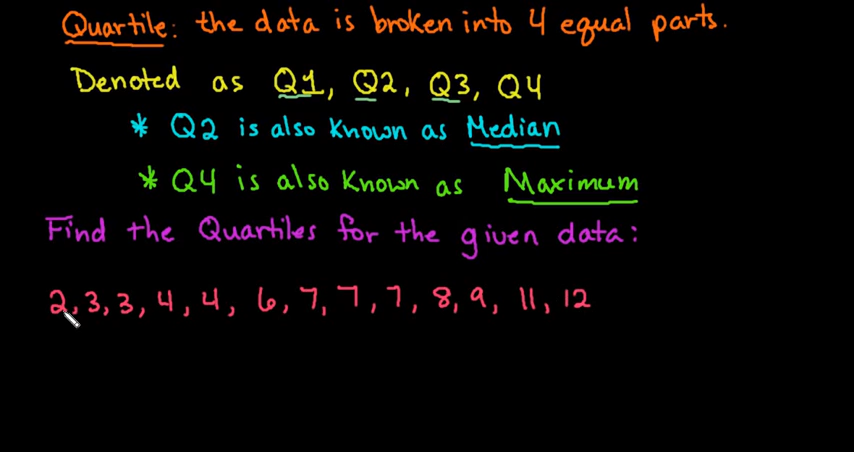 Quartile: the data is broken into 4 equal parts.
Denoted as Q1, Q2, Q3, Q4
* Q2 is also known as Median
* Q4 is also known as Maximum
Find the Quartiles for the given data:
2, 3, 3, 4, 4, 6, 7, 7, 7, 8, 9, 11, 12